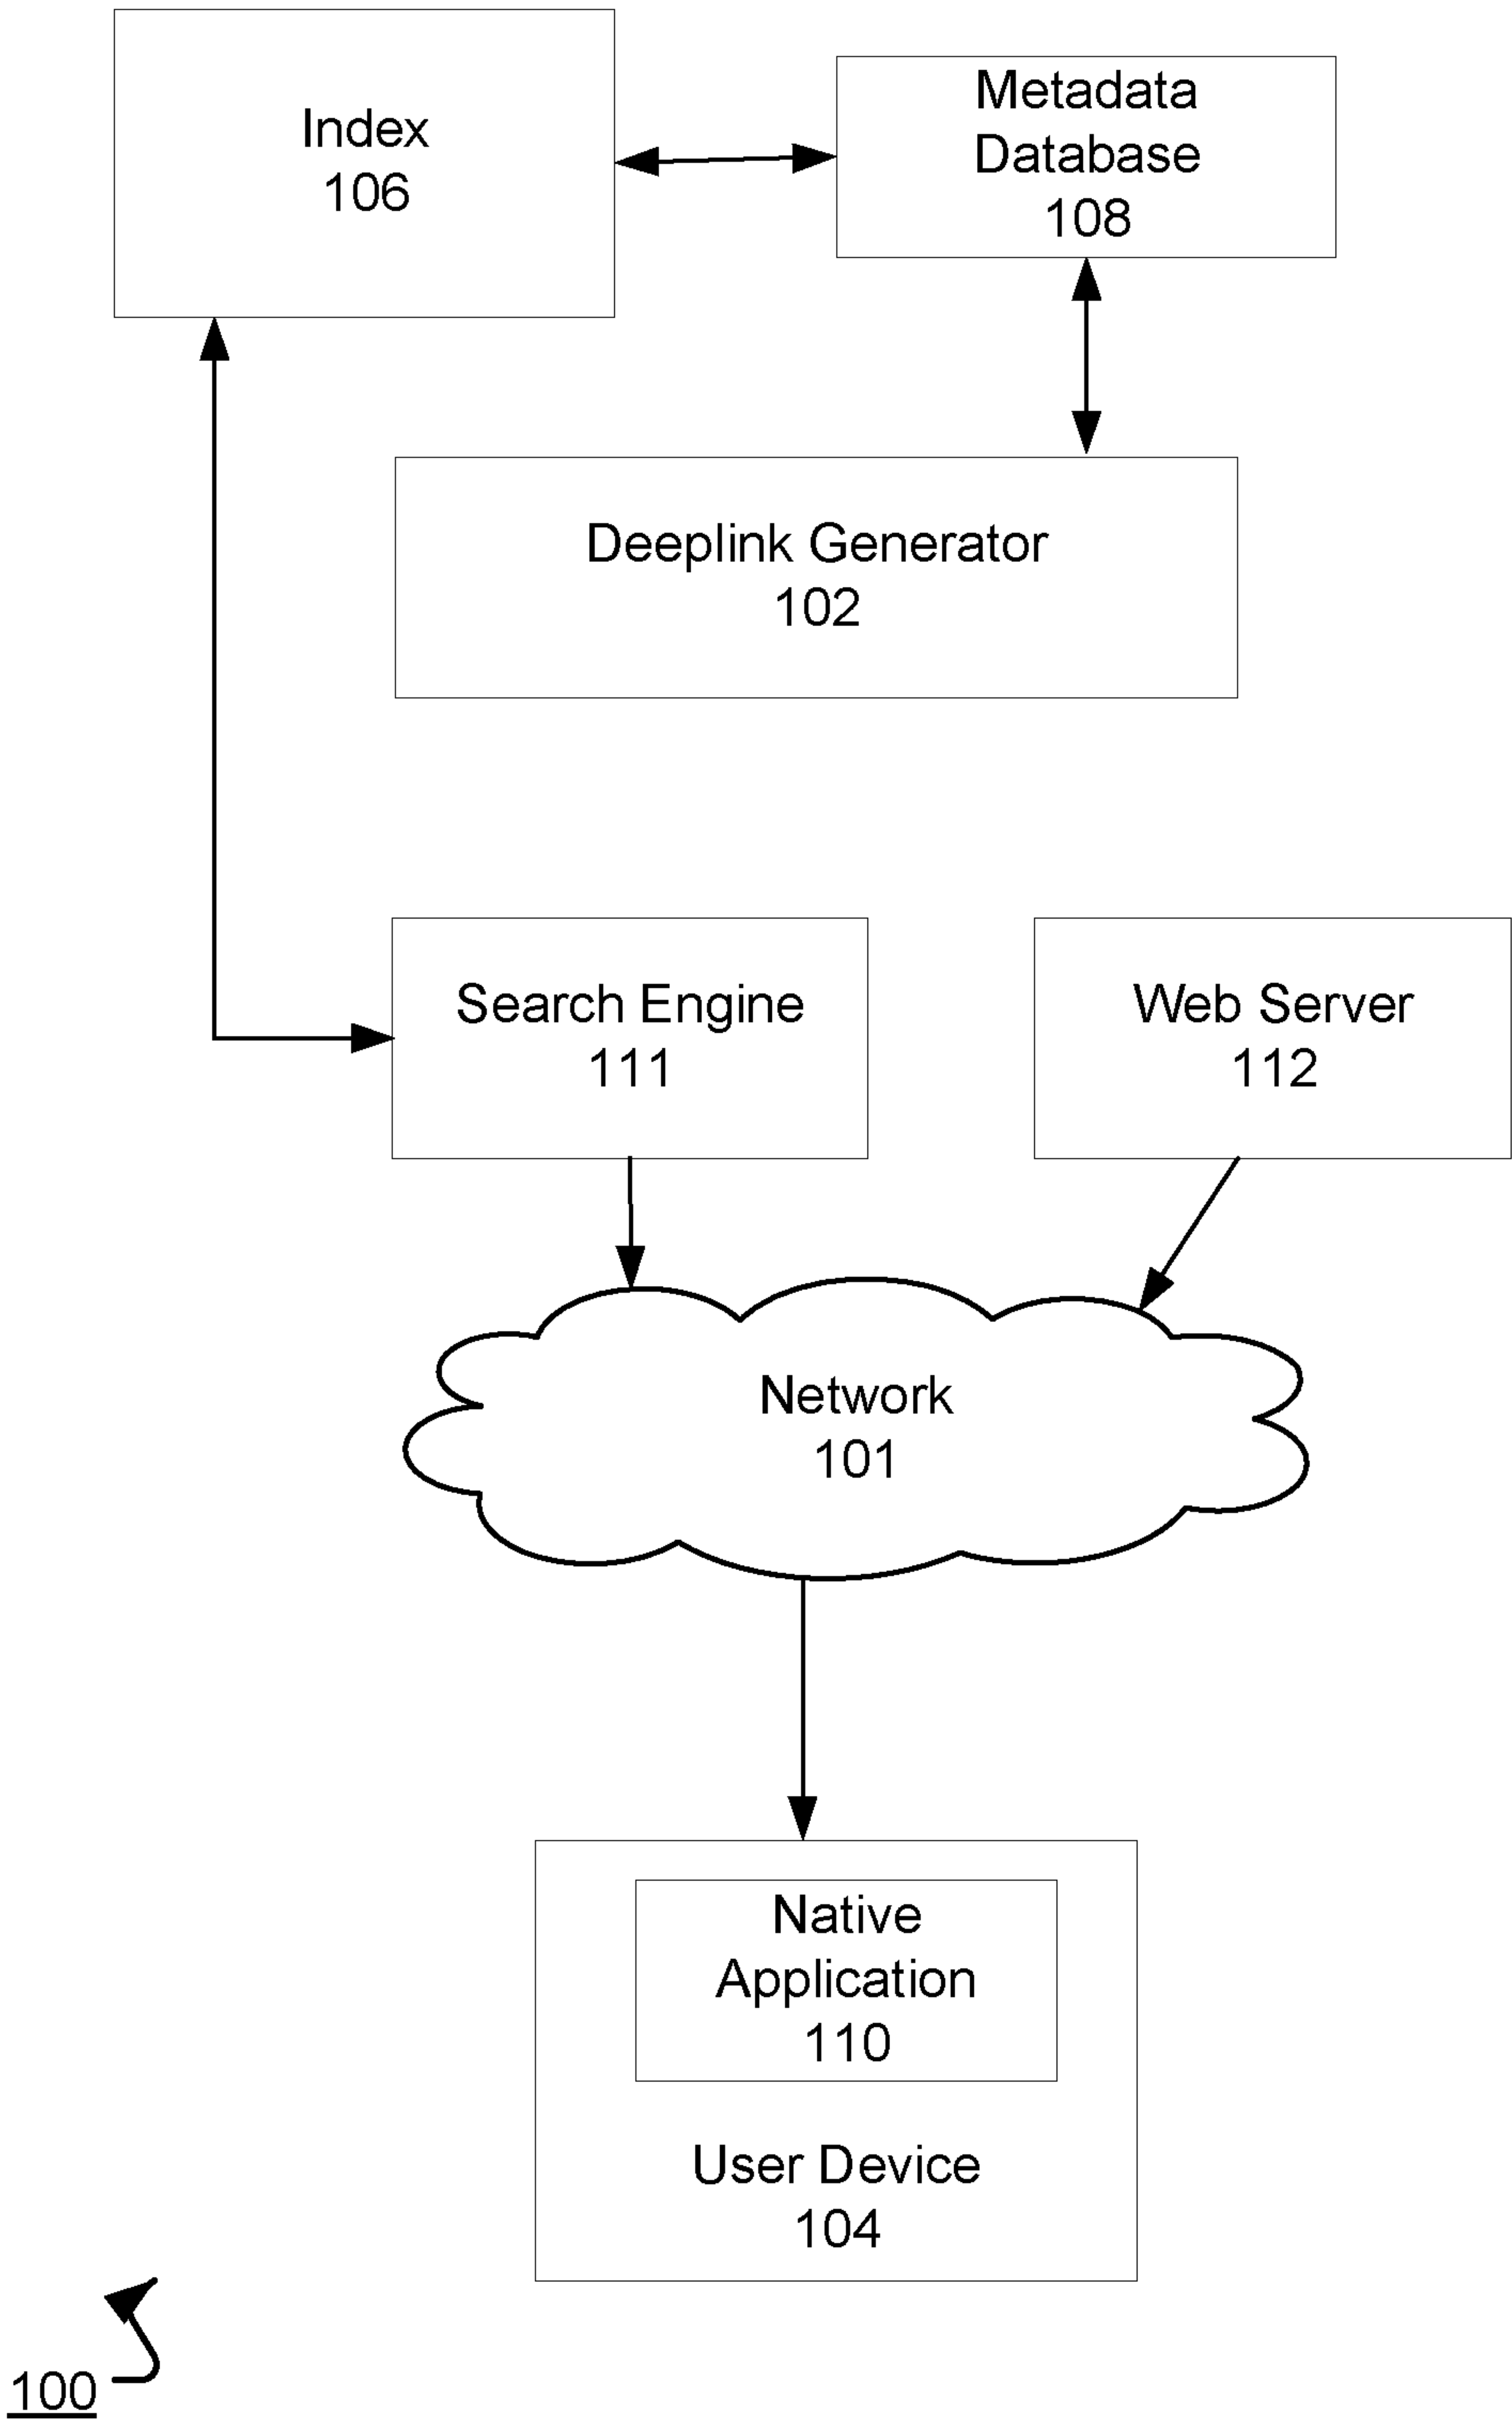 Index
106
Metadata
Database
108
Deeplink Generator
102
Search Engine
111
Web Server
112
Network
101
Native
Application
110
User Device
104
100